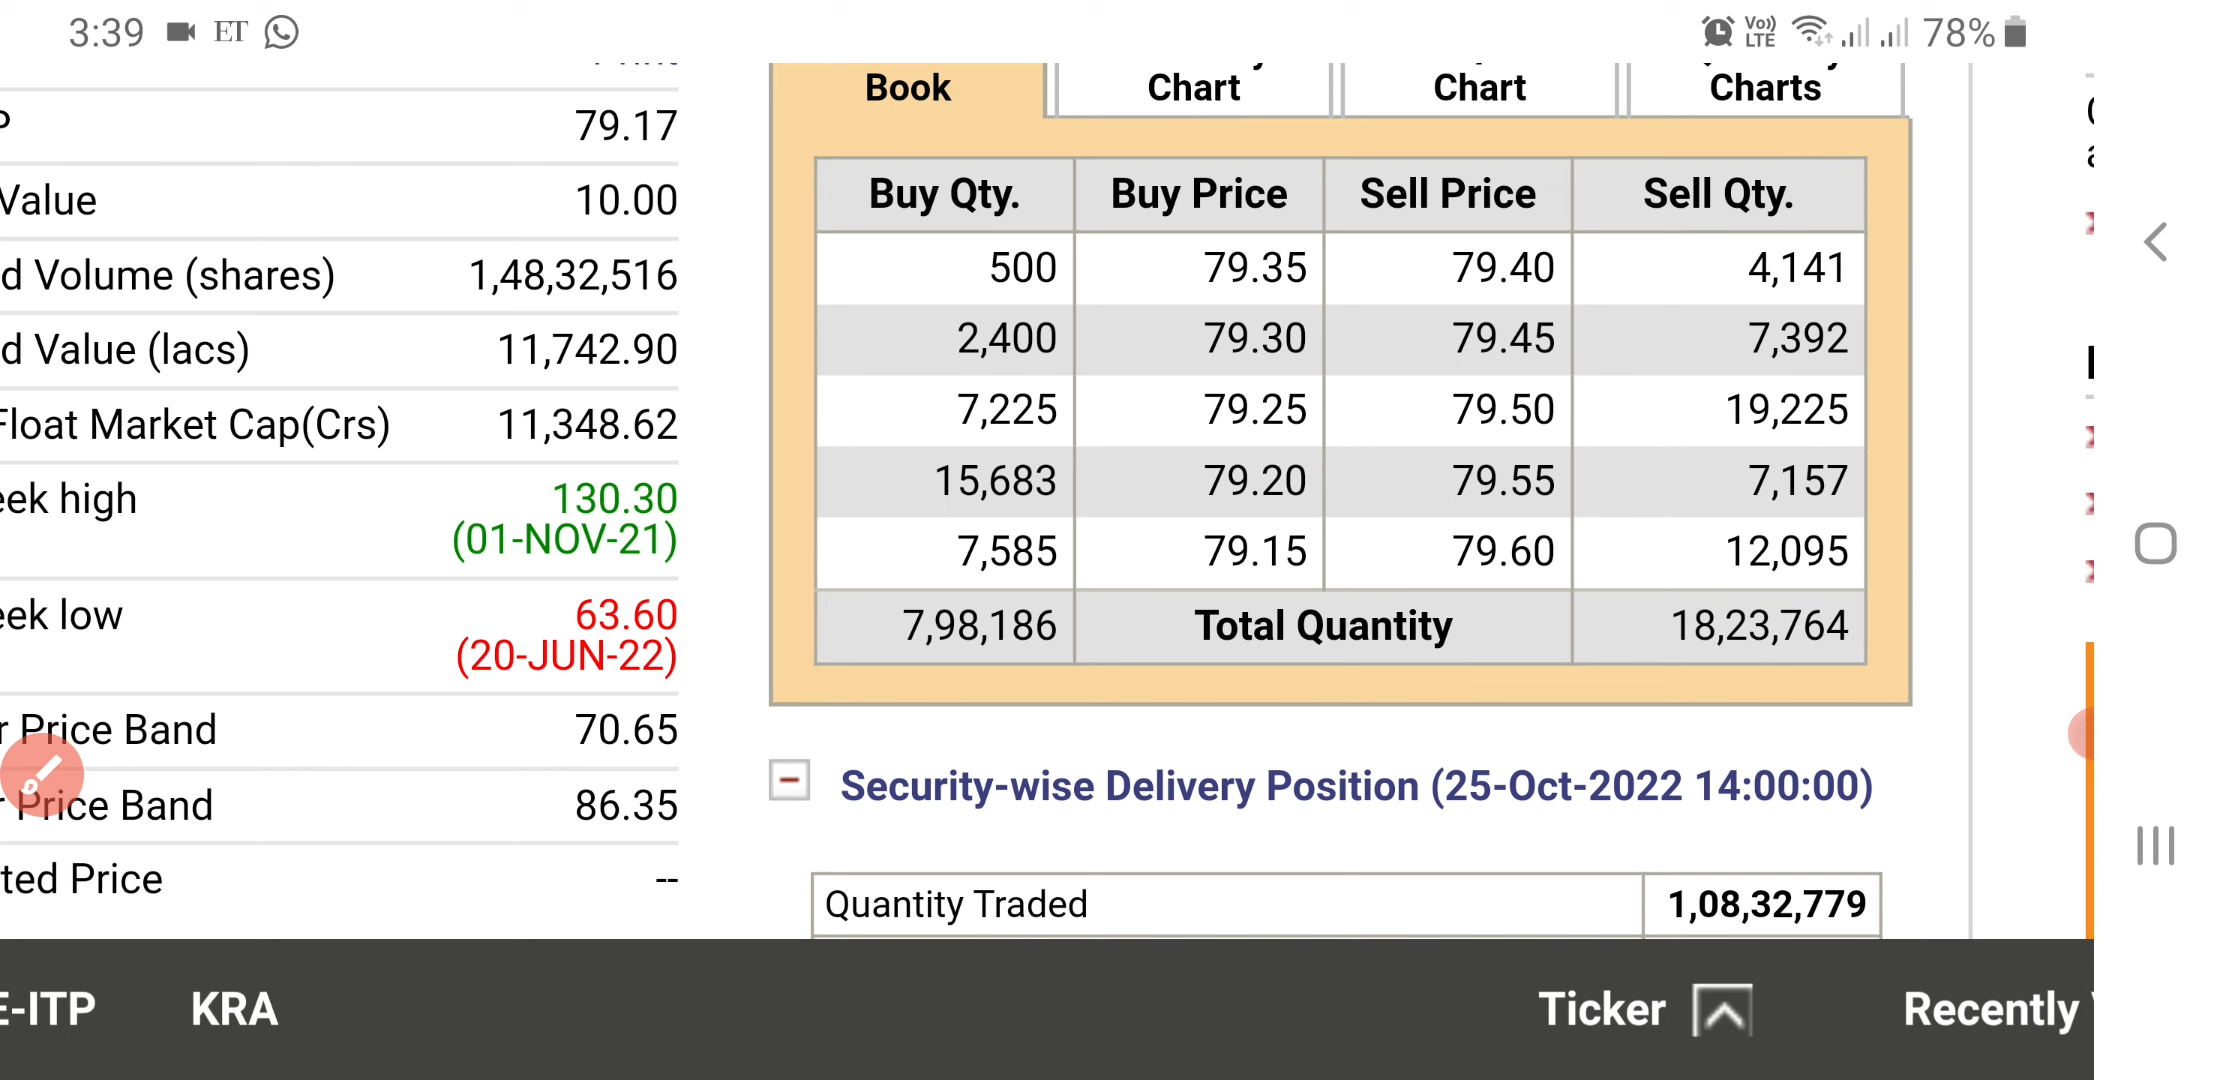 3:39 ET Vo)) LTE 78%
79.17
Value 10.00
d Volume (shares) 1,48,32,516
d Value (lacs) 11,742.90
Float Market Cap(Crs) 11,348.62
eek high 130.30
(01-NOV-21)
eek low 63.60
(20-JUN-22)
r Price Band 70.65
r Price Band 86.35
ted Price --
Book Chart Chart Charts
Buy Qty. Buy Price Sell Price Sell Qty.
500 79.35 79.40 4,141
2,400 79.30 79.45 7,392
7,225 79.25 79.50 19,225
15,683 79.20 79.55 7,157
7,585 79.15 79.60 12,095
7,98,186 Total Quantity 18,23,764
Security-wise Delivery Position (25-Oct-2022 14:00:00)
Quantity Traded 1,08,32,779
E-ITP KRA Ticker Recently